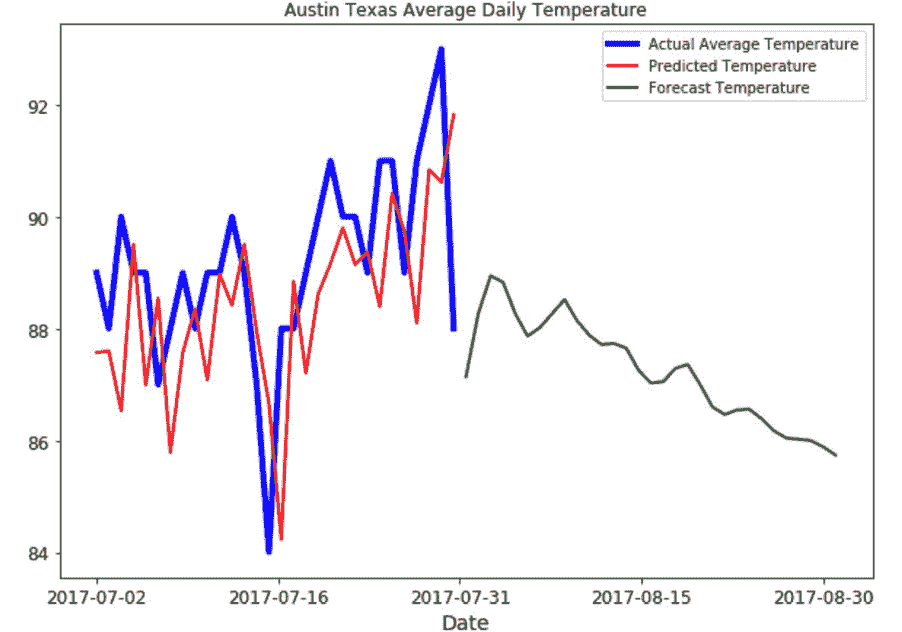 Austin Texas Average Daily Temperature
Actual Average Temperature
Predicted Temperature
Forecast Temperature
92
90
88
86
84
2017-07-02 2017-07-16 2017-07-31 2017-08-15 2017-08-30
Date